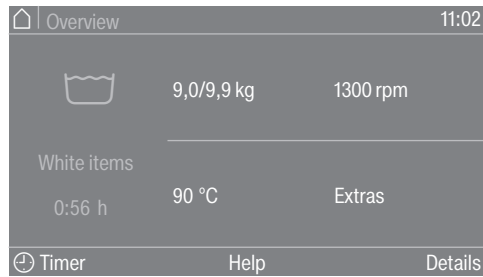 Overview 11:02
9,0/9,9 kg 1300 rpm
White items
0:56 h
90 °C Extras
Timer Help Details